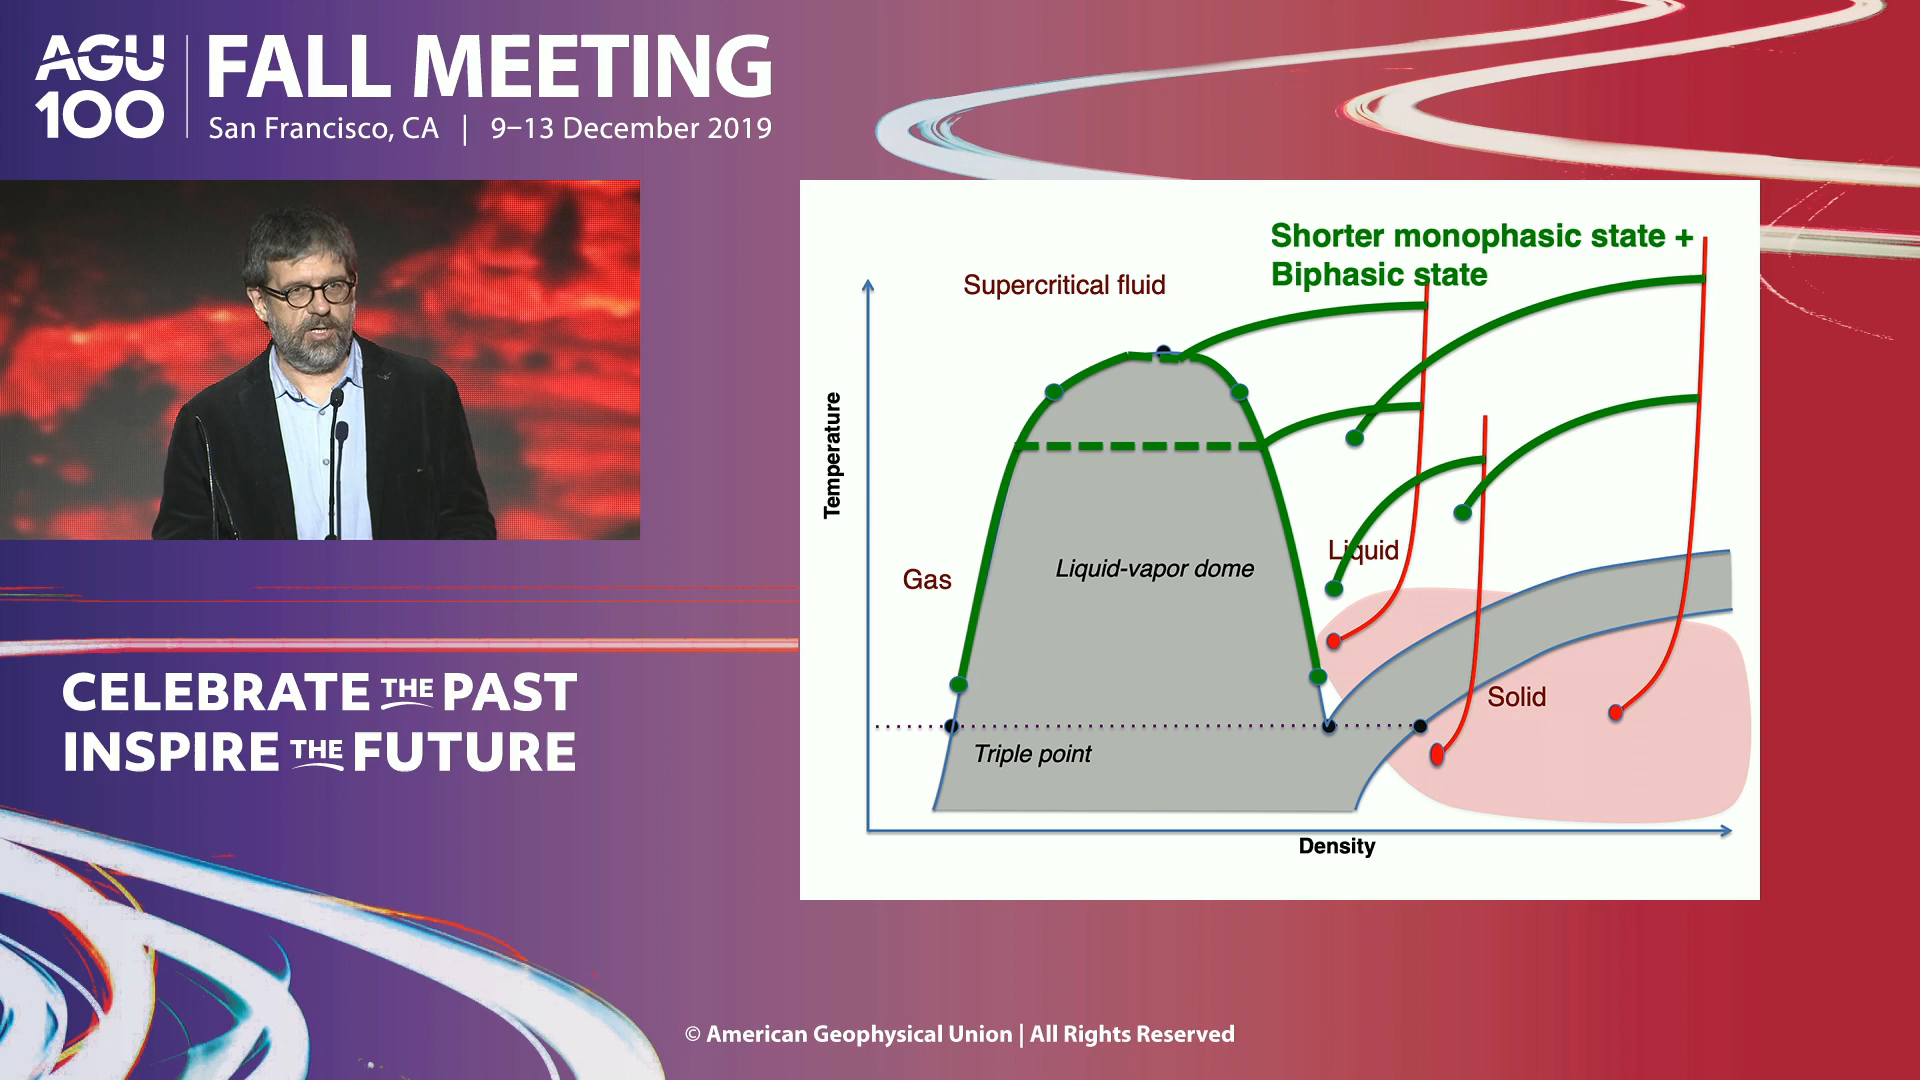 AGU
100
FALL MEETING
San Francisco, CA | 9–13 December 2019
Shorter monophasic state +
Biphasic state
Supercritical fluid
Temperature
Liquid
Gas
Liquid-vapor dome
Solid
Triple point
Density
CELEBRATE THE PAST
INSPIRE THE FUTURE
© American Geophysical Union | All Rights Reserved